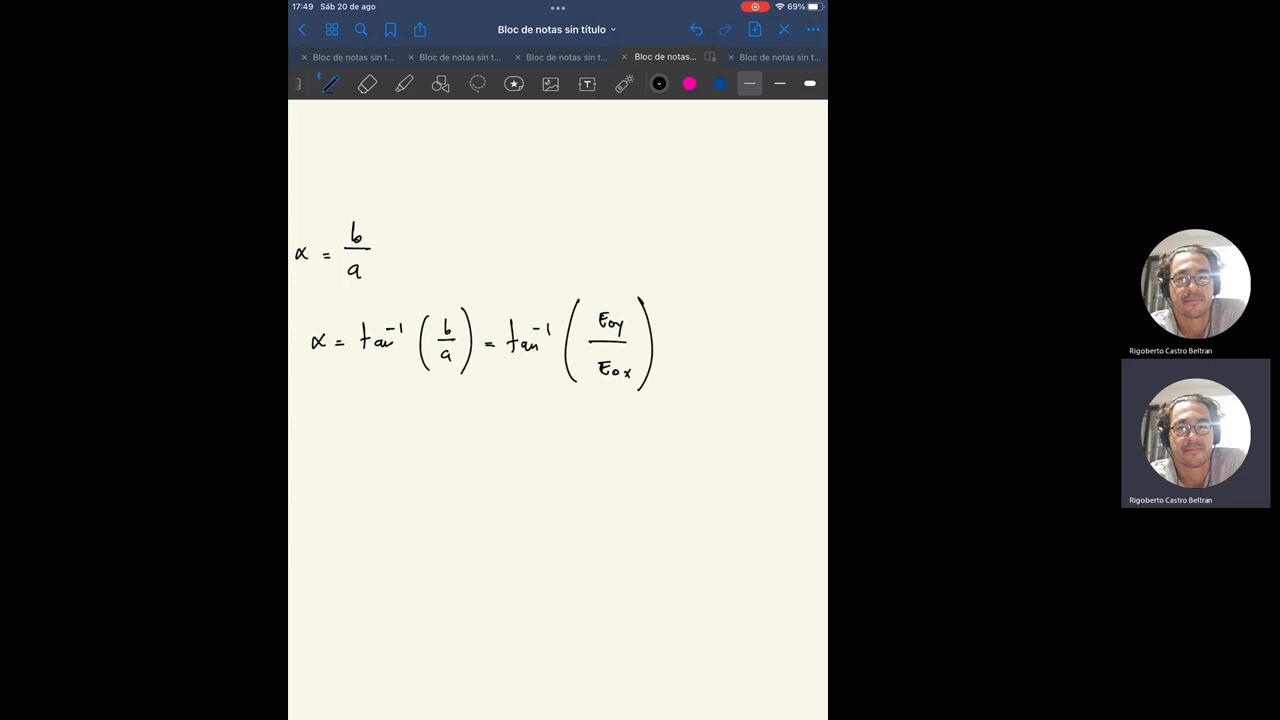 17:49 Sáb 20 de ago 69%
Bloc de notas sin título
Bloc de notas sin t... Bloc de notas sin t... Bloc de notas sin t... Bloc de notas... Bloc de notas sin t...
α = b/a
α = tan⁻¹ (b/a) = tan⁻¹ (E₀y/E₀x)
Rigoberto Castro Beltran
Rigoberto Castro Beltran